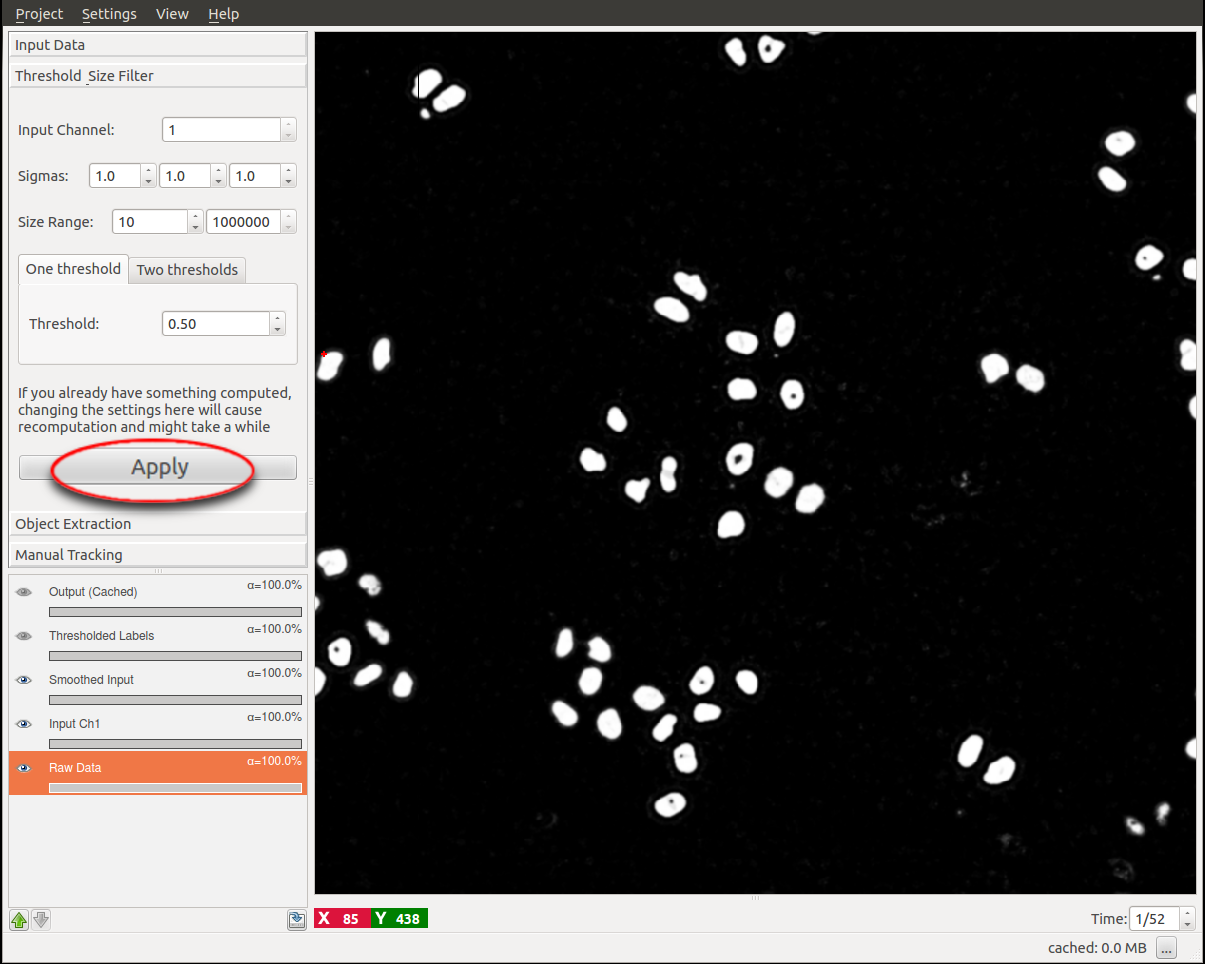 Project Settings View Help
Input Data
Threshold_Size Filter
Input Channel: 1
Sigmas: 1.0 1.0 1.0
Size Range: 10 1000000
One threshold Two thresholds
Threshold: 0.50
If you already have something computed,
changing the settings here will cause
recomputation and might take a while
Apply
Object Extraction
Manual Tracking
Output (Cached) α=100.0%
Thresholded Labels α=100.0%
Smoothed Input α=100.0%
Input Ch1 α=100.0%
Raw Data α=100.0%
X 85 Y 438
Time: 1/52
cached: 0.0 MB ...